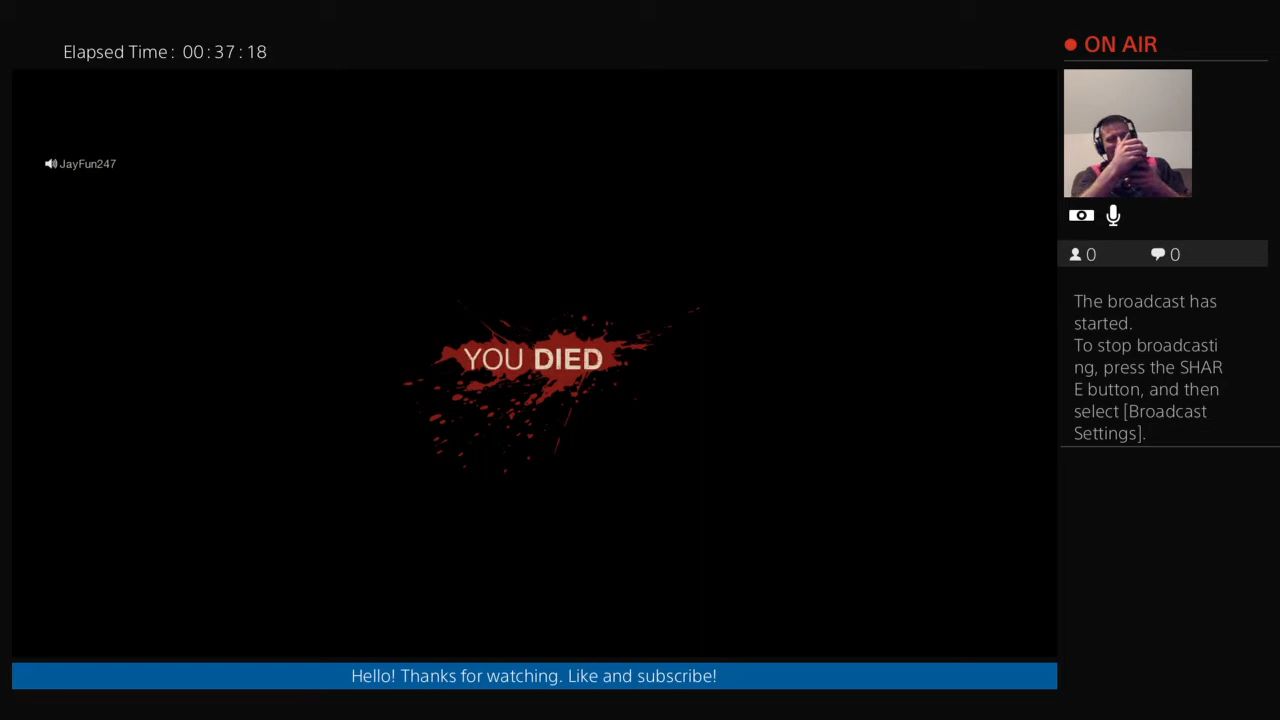 Elapsed Time: 00:37:18
ON AIR
JayFun247
0 0
The broadcast has
started.
To stop broadcasti
ng, press the SHAR
E button, and then
select [Broadcast
Settings].
YOU DIED
Hello! Thanks for watching. Like and subscribe!